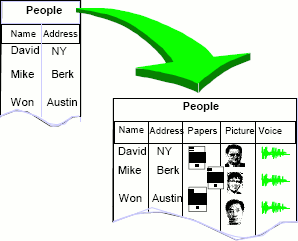 People
Name Address
David NY
Mike Berk
Won Austin
People
Name Address Papers Picture Voice
David NY
Mike Berk
Won Austin